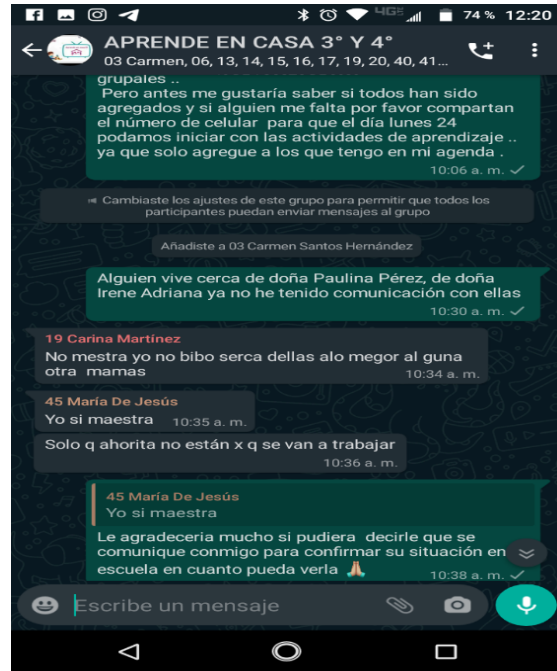 4GE 74 % 12:20
APRENDE EN CASA 3° Y 4°
03 Carmen, 06, 13, 14, 15, 16, 17, 19, 20, 40, 41...
grupales ..
Pero antes me gustaría saber si todos han sido
agregados y si alguien me falta por favor compartan
el número de celular para que el día lunes 24
podamos iniciar con las actividades de aprendizaje ..
ya que solo agregue a los que tengo en mi agenda .
10:06 a. m.
Cambiaste los ajustes de este grupo para permitir que todos los
participantes puedan enviar mensajes al grupo
Añadiste a 03 Carmen Santos Hernández
Alguien vive cerca de doña Paulina Pérez, de doña
Irene Adriana ya no he tenido comunicación con ellas
10:30 a. m.
19 Carina Martínez
No mestra yo no bibo serca dellas alo megor al guna
otra mamas
10:34 a. m.
45 María De Jesús
Yo si maestra 10:35 a. m.
Solo q ahorita no están x q se van a trabajar
10:36 a. m.
45 María De Jesús
Yo si maestra
Le agradecería mucho si pudiera decirle que se
comunique conmigo para confirmar su situación en
escuela en cuanto pueda verla 🙏
10:38 a. m.
Escribe un mensaje